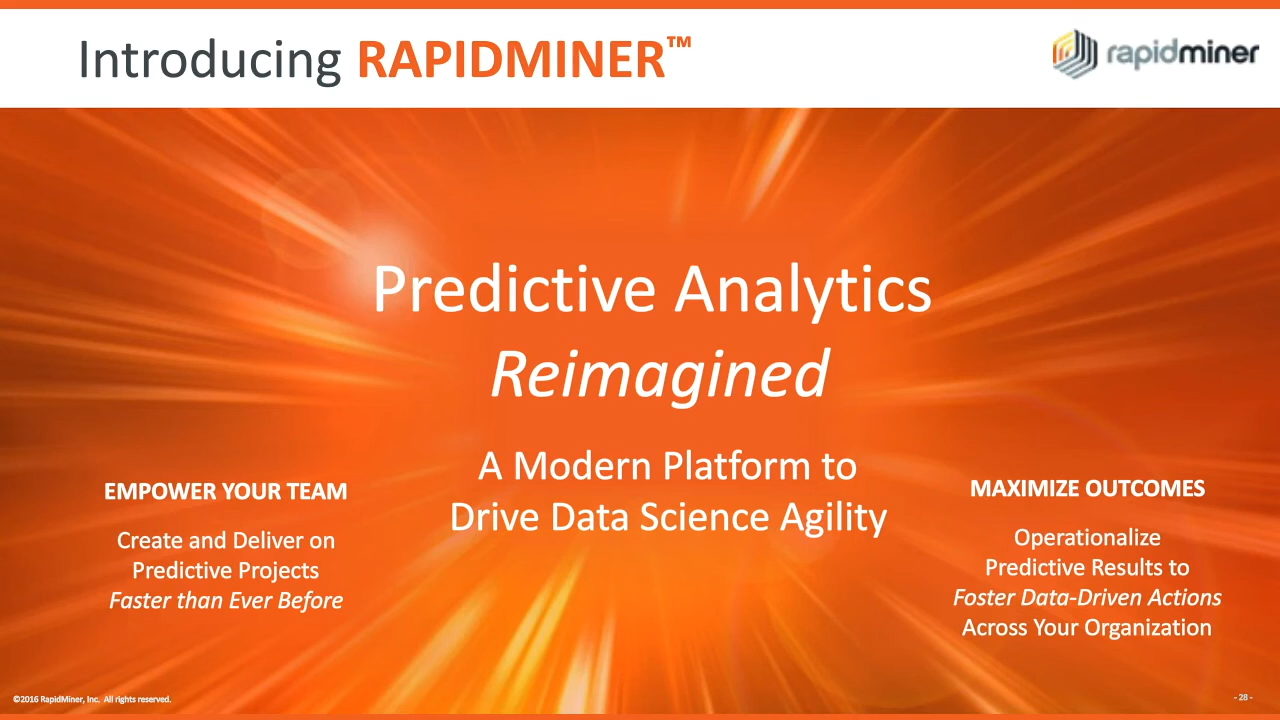 Introducing RAPIDMINER™
rapidminer
Predictive Analytics
Reimagined
A Modern Platform to
Drive Data Science Agility
EMPOWER YOUR TEAM
Create and Deliver on
Predictive Projects
Faster than Ever Before
MAXIMIZE OUTCOMES
Operationalize
Predictive Results to
Foster Data-Driven Actions
Across Your Organization
©2016 RapidMiner, Inc. All rights reserved.
- 28 -